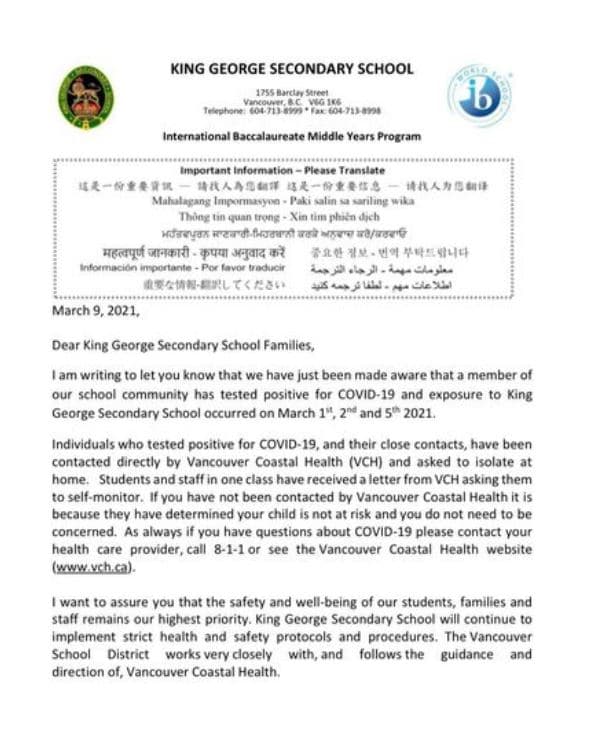 KING GEORGE SECONDARY SCHOOL
1755 Barclay Street
Vancouver, B.C. V6G 1K6
Telephone: 604-713-8999 * Fax: 604-713-8998
WORLD SCHOOL
ib
International Baccalaureate Middle Years Program
Important Information – Please Translate
這是一份重要資訊 — 請找人為您翻譯 这是一份重要信息 — 请找人为您翻译
Mahalagang Impormasyon - Paki salin sa sariling wika
Thông tin quan trọng - Xin tìm phiên dịch
ਮਹੱਤਵਪੂਰਨ ਜਾਣਕਾਰੀ-ਮਿਹਰਬਾਨੀ ਕਰਕੇ ਅਨੁਵਾਦ ਕਰੋ/ਕਰਵਾਓ
महत्वपूर्ण जानकारी - कृपया अनुवाद करें 중요한 정보 - 번역 부탁드립니다
Información importante - Por favor traducir معلومات مهمة - الرجاء الترجمة
重要な情報-翻訳してください اطلاعات مهم - لطفا ترجمه کنید
March 9, 2021,
Dear King George Secondary School Families,
I am writing to let you know that we have just been made aware that a member of
our school community has tested positive for COVID-19 and exposure to King
George Secondary School occurred on March 1st, 2nd and 5th 2021.
Individuals who tested positive for COVID-19, and their close contacts, have been
contacted directly by Vancouver Coastal Health (VCH) and asked to isolate at
home. Students and staff in one class have received a letter from VCH asking them
to self-monitor. If you have not been contacted by Vancouver Coastal Health it is
because they have determined your child is not at risk and you do not need to be
concerned. As always if you have questions about COVID-19 please contact your
health care provider, call 8-1-1 or see the Vancouver Coastal Health website
(www.vch.ca).
I want to assure you that the safety and well-being of our students, families and
staff remains our highest priority. King George Secondary School will continue to
implement strict health and safety protocols and procedures. The Vancouver
School District works very closely with, and follows the guidance and
direction of, Vancouver Coastal Health.